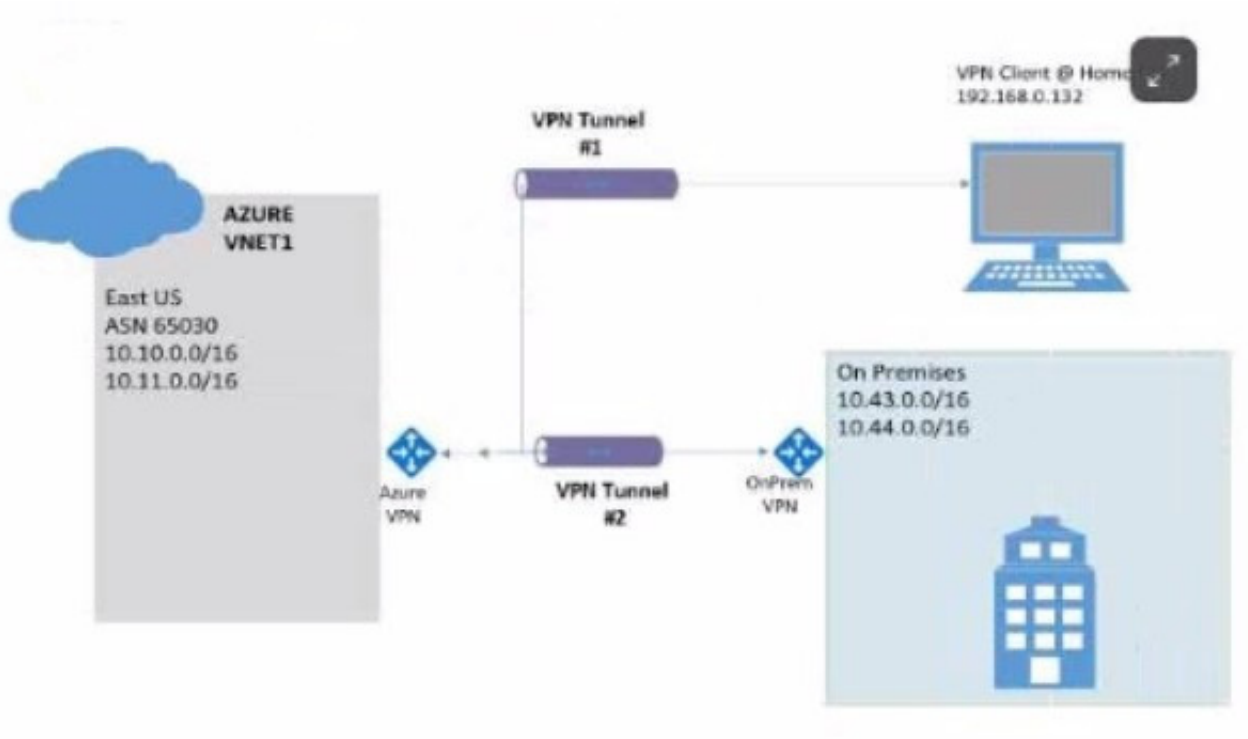 AZURE
VNET1
East US
ASN 65030
10.10.0.0/16
10.11.0.0/16
VPN Tunnel
#1
VPN Client @ Home
192.168.0.132
Azure
VPN
VPN Tunnel
#2
OnPrem
VPN
On Premises
10.43.0.0/16
10.44.0.0/16